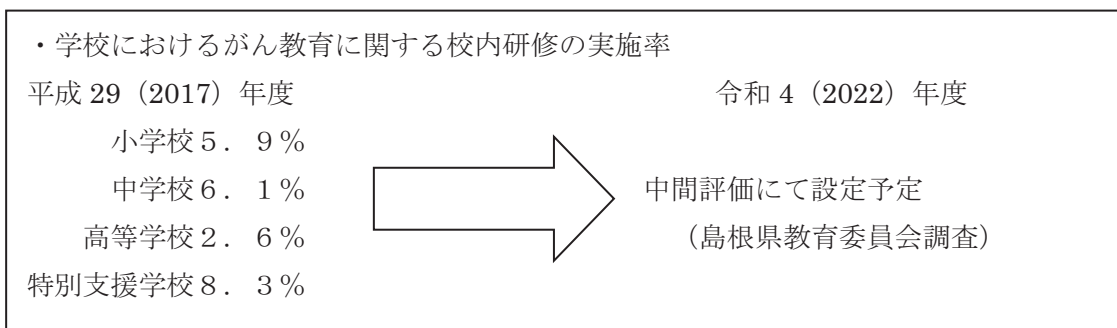 ・学校におけるがん教育に関する校内研修の実施率
平成 29（2017）年度
小学校５．９％
中学校６．１％
高等学校２．６％
特別支援学校８．３％
令和 4（2022）年度
中間評価にて設定予定
（島根県教育委員会調査）